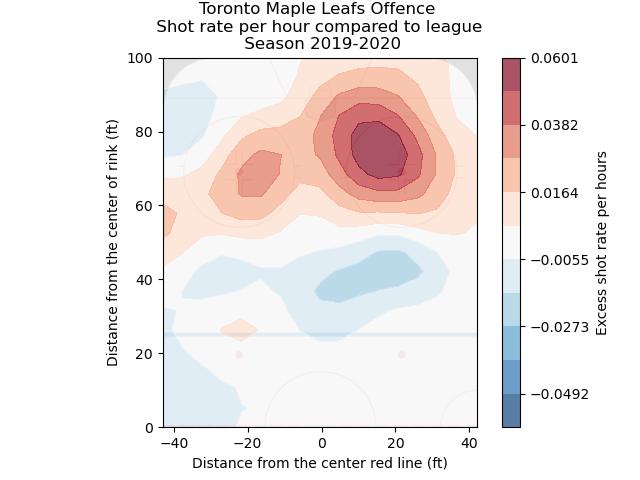 Toronto Maple Leafs Offence
Shot rate per hour compared to league
Season 2019-2020
100
80
60
40
20
0
Distance from the center of rink (ft)
−40
−20
0
20
40
Distance from the center red line (ft)
0.0601
0.0382
0.0164
−0.0055
−0.0273
−0.0492
Excess shot rate per hours